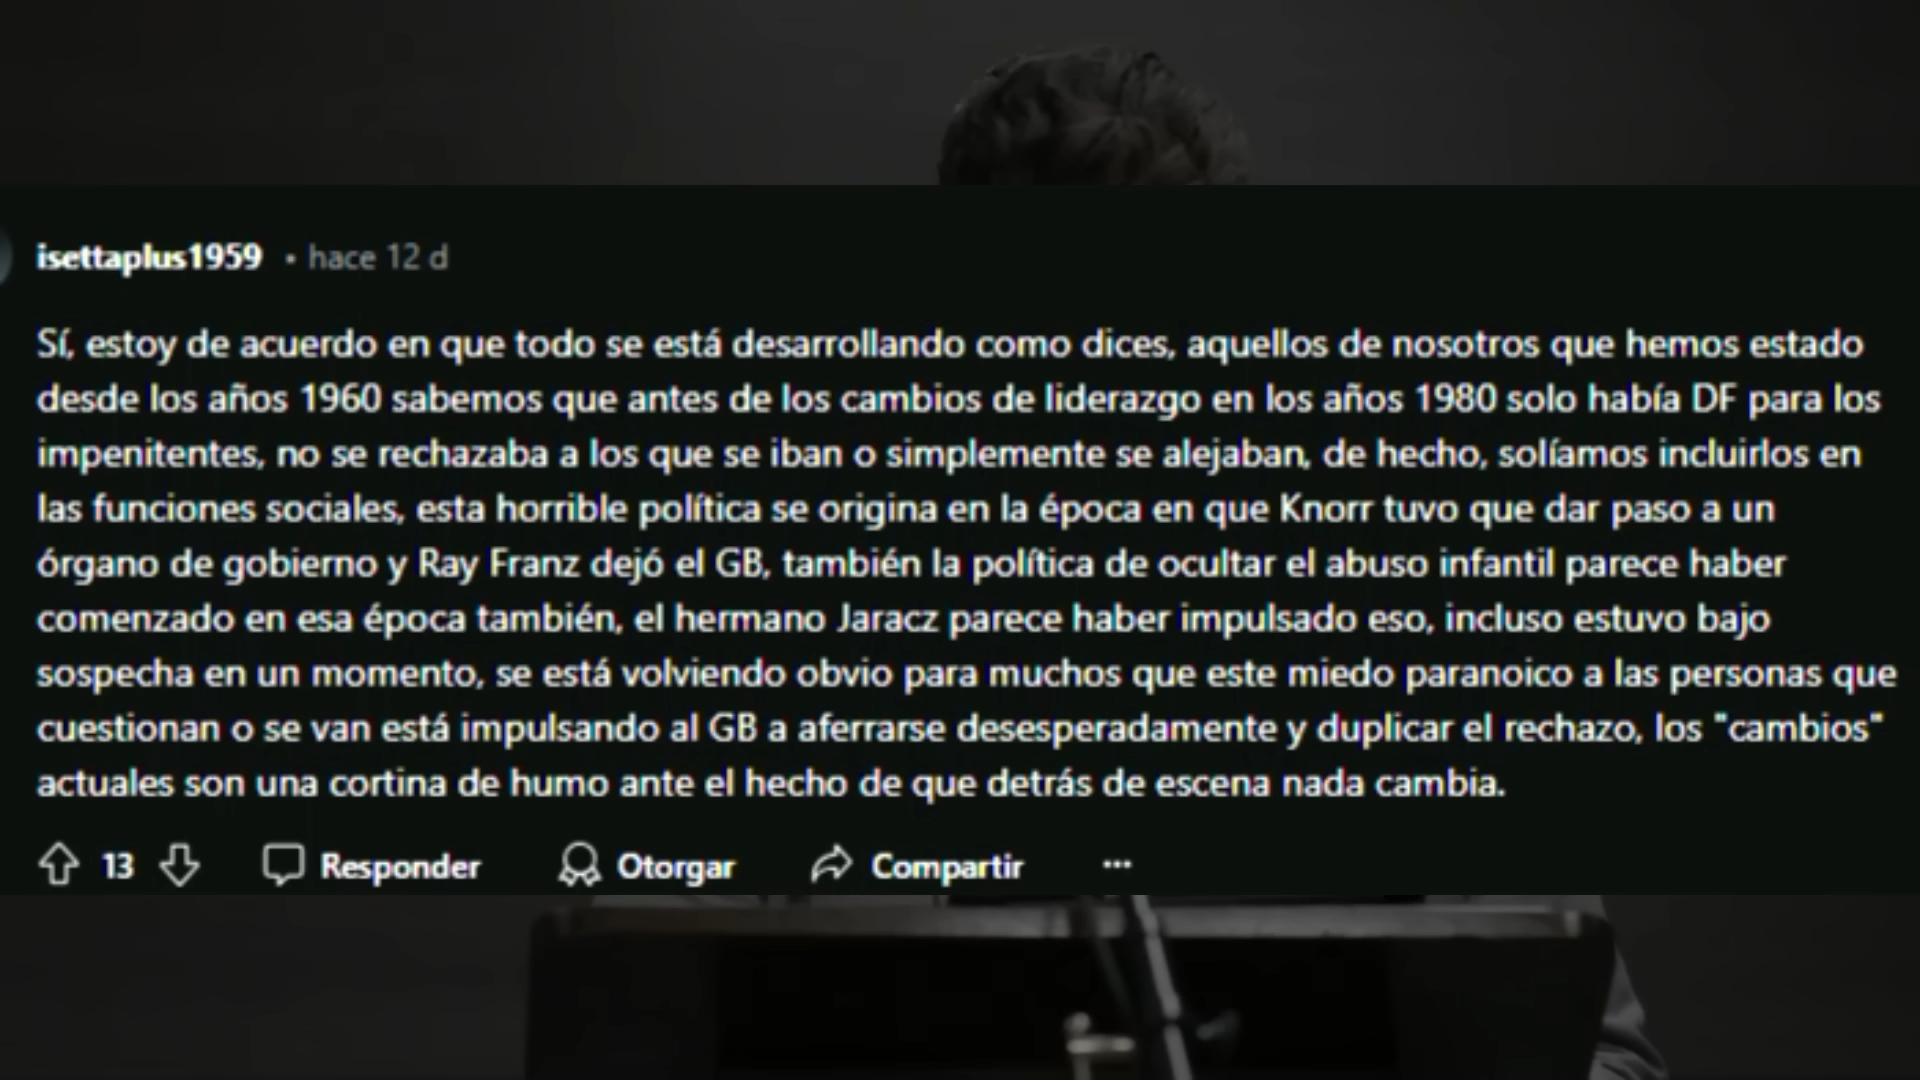 isettaplus1959 • hace 12 d
Sí, estoy de acuerdo en que todo se está desarrollando como dices, aquellos de nosotros que hemos estado
desde los años 1960 sabemos que antes de los cambios de liderazgo en los años 1980 solo había DF para los
impenitentes, no se rechazaba a los que se iban o simplemente se alejaban, de hecho, solíamos incluirlos en
las funciones sociales, esta horrible política se origina en la época en que Knorr tuvo que dar paso a un
órgano de gobierno y Ray Franz dejó el GB, también la política de ocultar el abuso infantil parece haber
comenzado en esa época también, el hermano Jaracz parece haber impulsado eso, incluso estuvo bajo
sospecha en un momento, se está volviendo obvio para muchos que este miedo paranoico a las personas que
cuestionan o se van está impulsando al GB a aferrarse desesperadamente y duplicar el rechazo, los "cambios"
actuales son una cortina de humo ante el hecho de que detrás de escena nada cambia.
13 Responder Otorgar Compartir ···